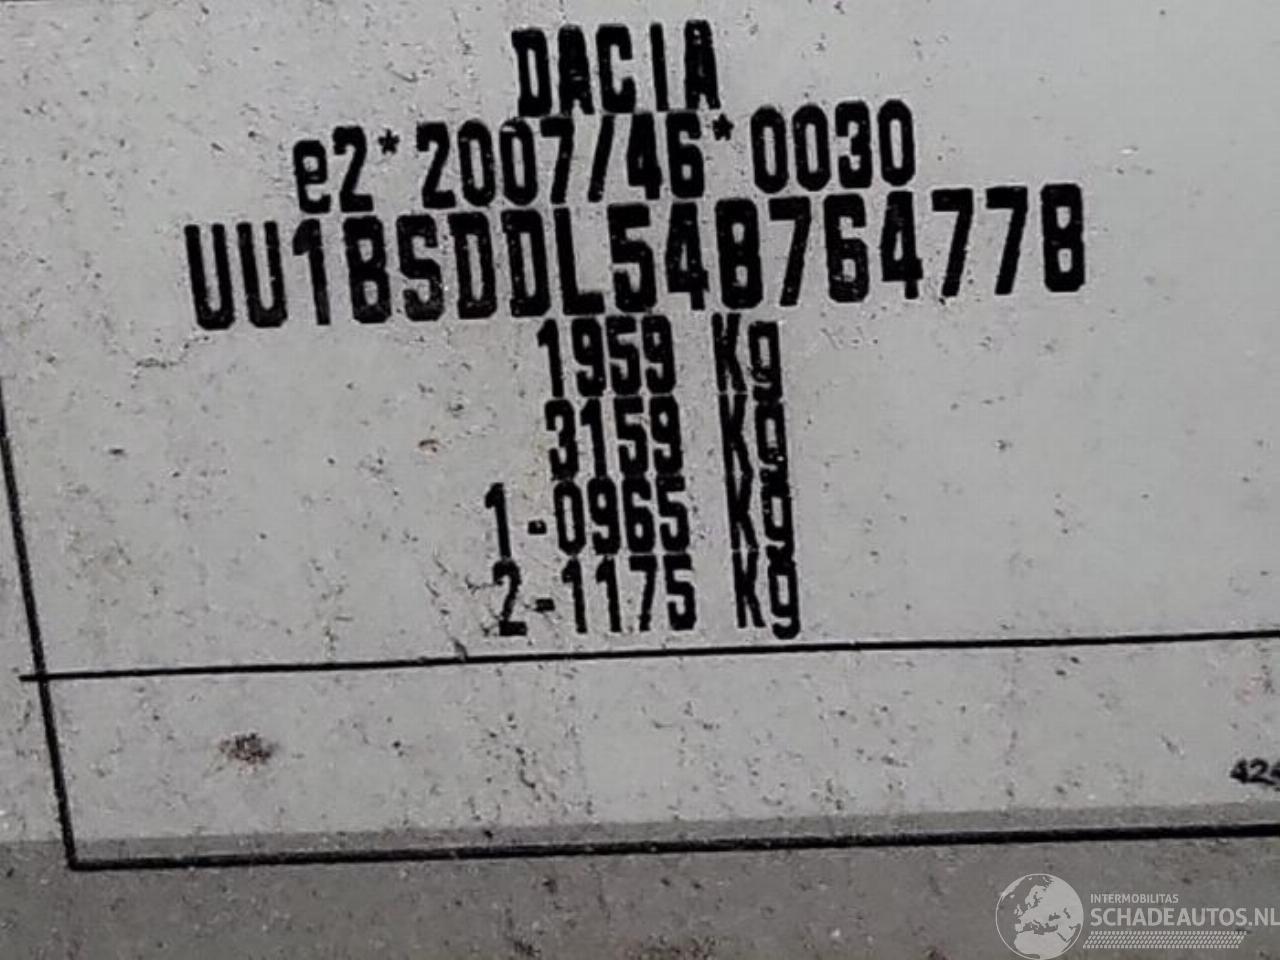 DACIA
e2*2007/46*0030
UU1BSDDL548764778
1959 Kg
3159 Kg
1-0965 Kg
2-1175 Kg
424
INTERMOBILITAS
SCHADEAUTOS.NL